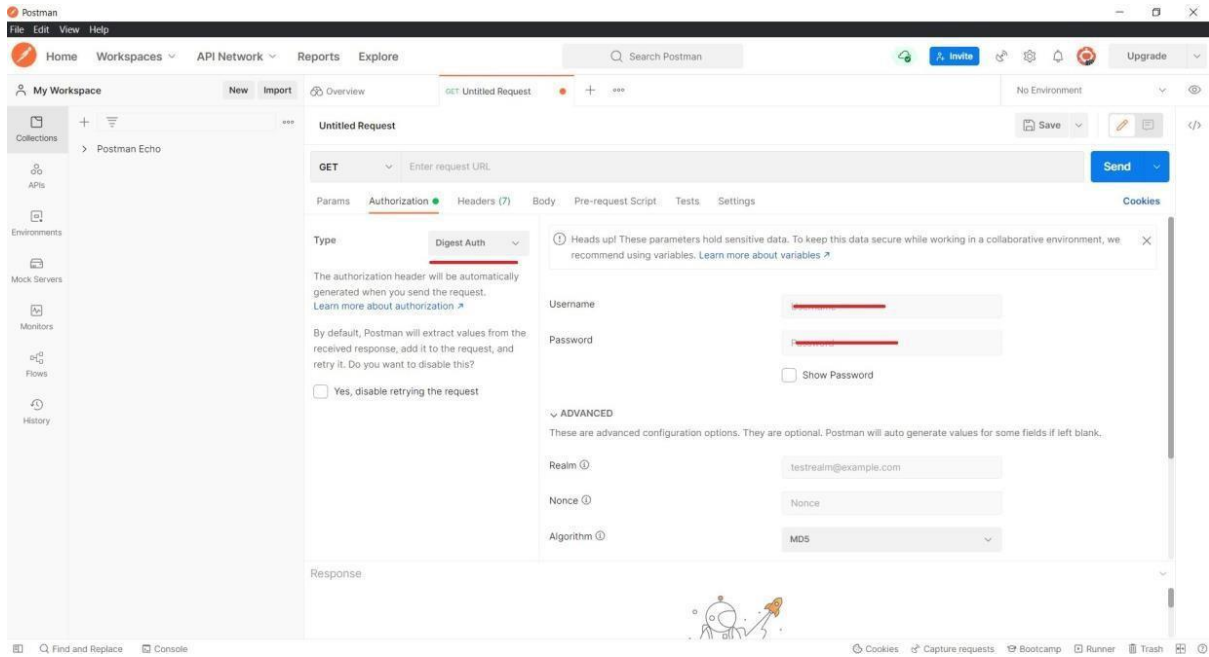 Postman
File Edit View Help
Home Workspaces API Network Reports Explore
Search Postman
Invite
Upgrade
My Workspace
New Import
Overview
GET Untitled Request
No Environment
Collections
APIs
Environments
Mock Servers
Monitors
Flows
History
Postman Echo
Untitled Request
Save
GET
Enter request URL
Send
Params Authorization Headers (7) Body Pre-request Script Tests Settings
Cookies
Type
Digest Auth
The authorization header will be automatically
generated when you send the request.
Learn more about authorization ↗
By default, Postman will extract values from the
received response, add it to the request, and
retry it. Do you want to disable this?
Yes, disable retrying the request
Heads up! These parameters hold sensitive data. To keep this data secure while working in a collaborative environment, we
recommend using variables. Learn more about variables ↗
Username
Password
Show Password
ADVANCED
These are advanced configuration options. They are optional. Postman will auto generate values for some fields if left blank.
Realm
testrealm@example.com
Nonce
Nonce
Algorithm
MD5
Response
Find and Replace Console
Cookies Capture requests Bootcamp Runner Trash